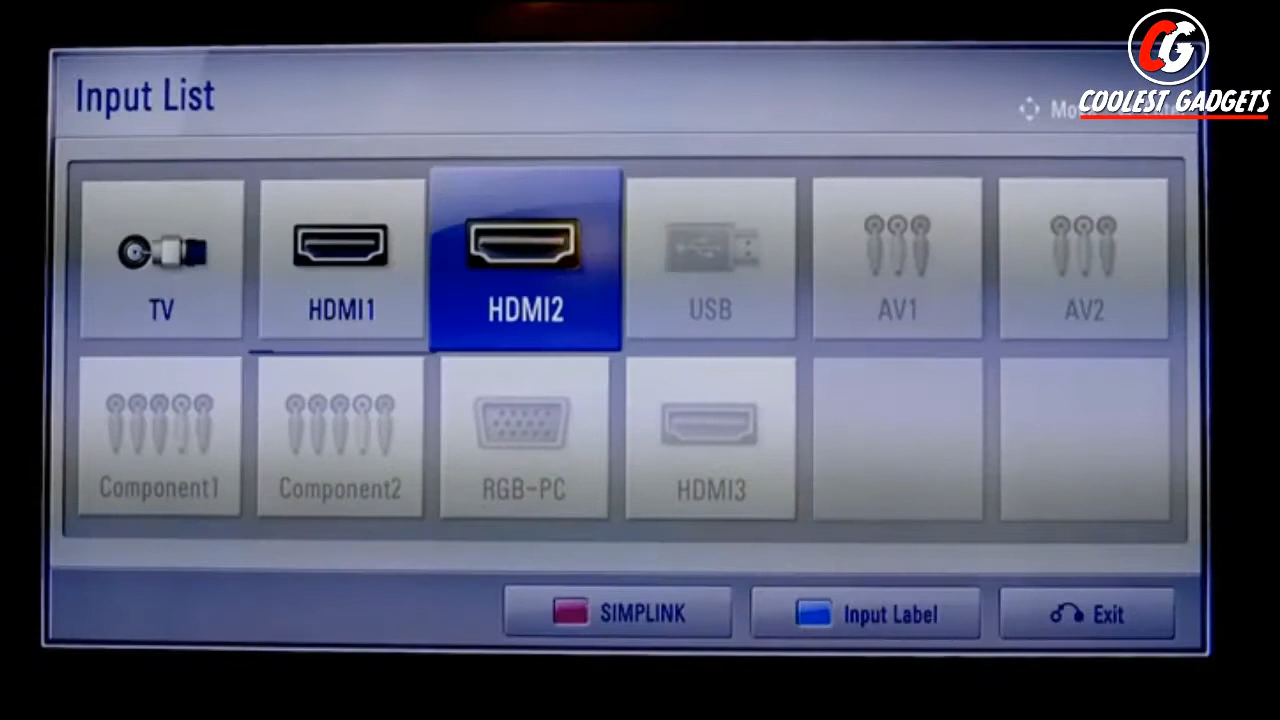 CG
COOLEST GADGETS
Input List
TV
HDMI1
HDMI2
USB
AV1
AV2
Component1
Component2
RGB-PC
HDMI3
SIMPLINK
Input Label
Exit